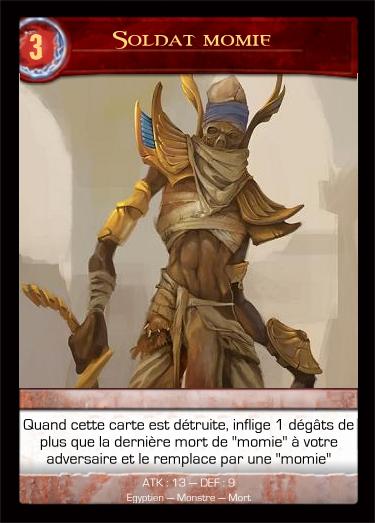 3
Soldat momie
Quand cette carte est détruite, inflige 1 dégâts de
plus que la dernière mort de "momie" à votre
adversaire et le remplace par une "momie"
ATK : 13 — DEF : 9
Egyptien — Monstre — Mort